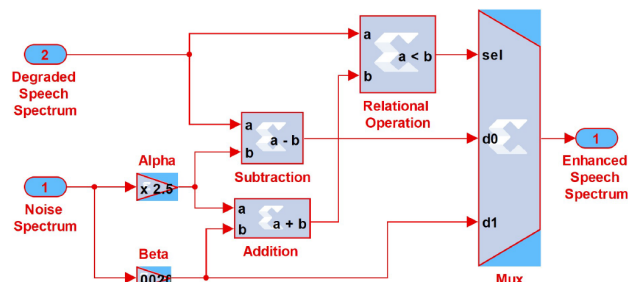 2
Degraded
Speech
Spectrum
a
b
a < b
Relational
Operation
sel
d0
d1
Mux
1
Enhanced
Speech
Spectrum
a
b
a - b
Subtraction
Alpha
x 2.5
1
Noise
Spectrum
a
b
a + b
Addition
Beta